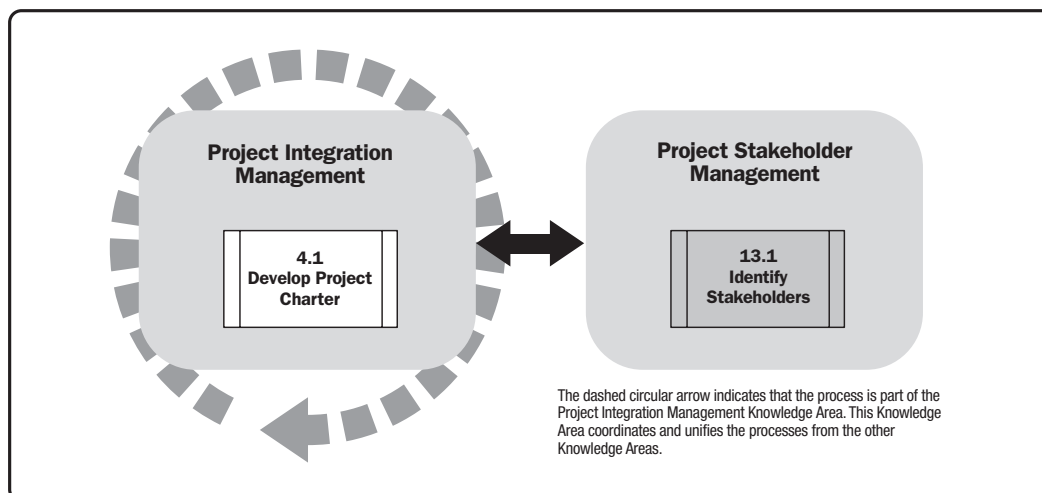 Project Integration
Management
4.1
Develop Project
Charter
Project Stakeholder
Management
13.1
Identify
Stakeholders
The dashed circular arrow indicates that the process is part of the
Project Integration Management Knowledge Area. This Knowledge
Area coordinates and unifies the processes from the other
Knowledge Areas.